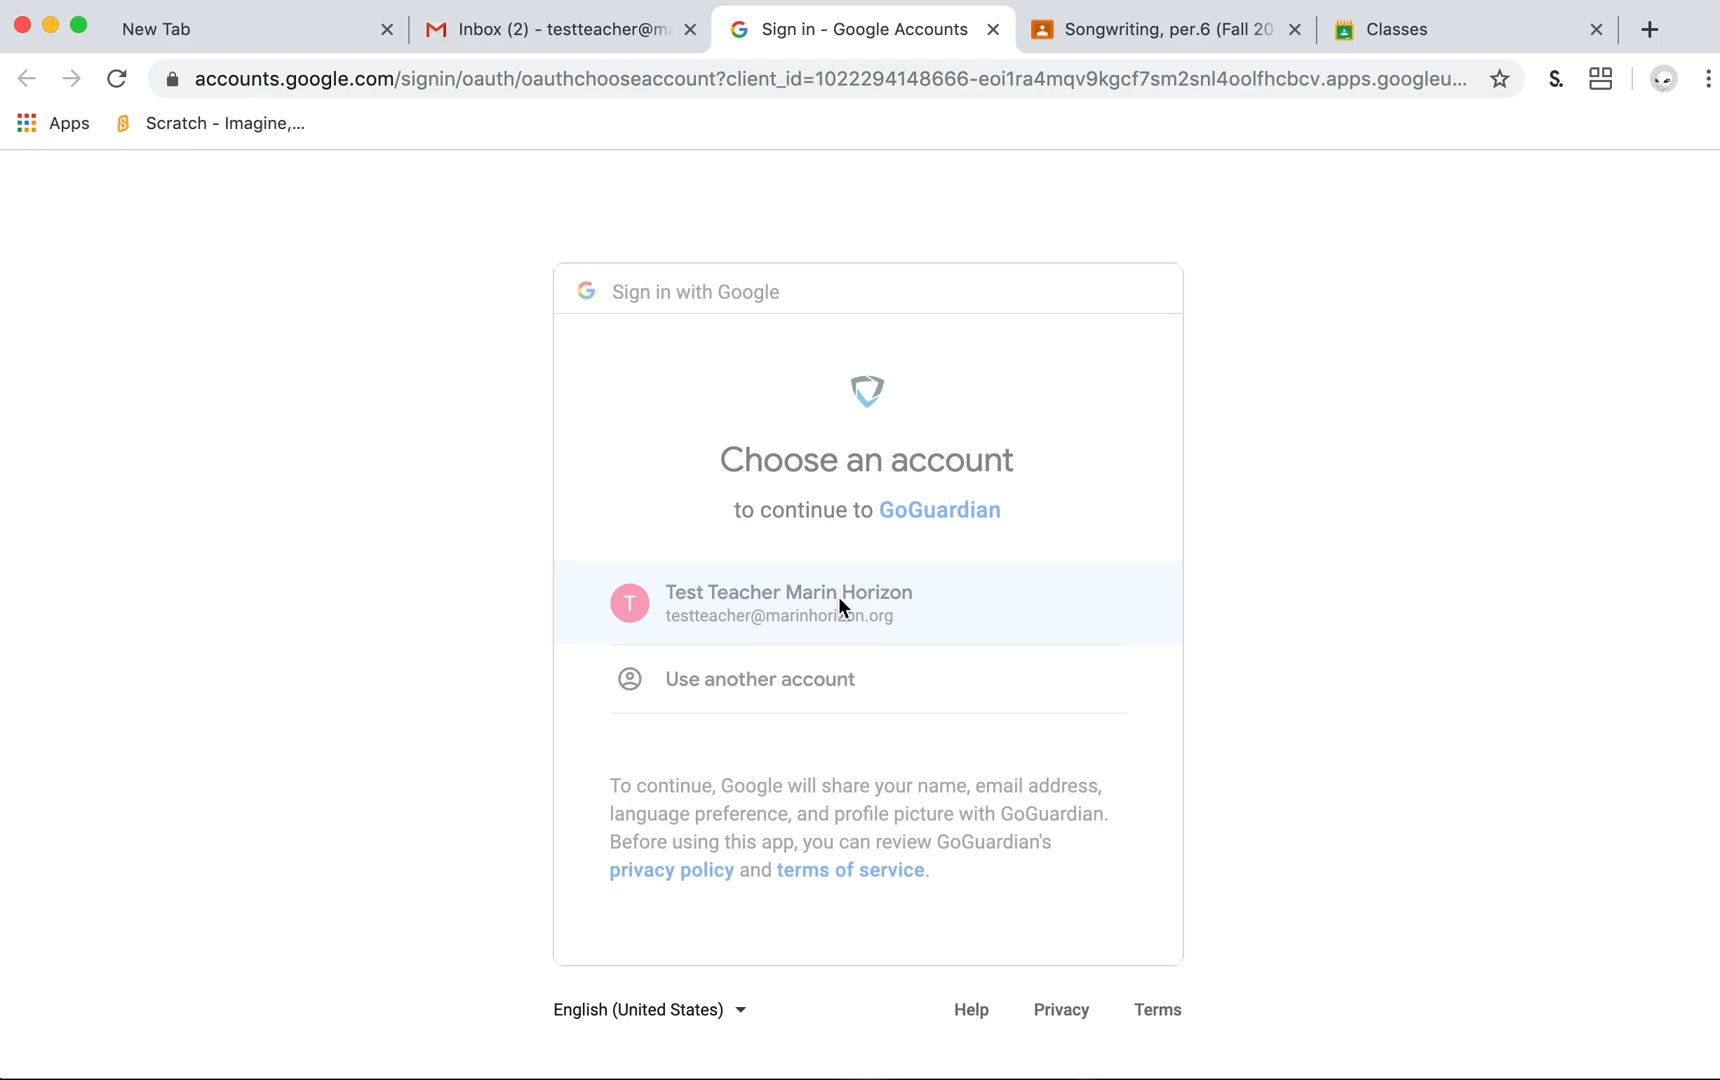 New Tab
Inbox (2) - testteacher@m
Sign in - Google Accounts
Songwriting, per.6 (Fall 20
Classes
accounts.google.com/signin/oauth/oauthchooseaccount?client_id=1022294148666-eoi1ra4mqv9kgcf7sm2snl4oolfhcbcv.apps.googleu...
S.
Apps
Scratch - Imagine,...
Sign in with Google
Choose an account
to continue to GoGuardian
T
Test Teacher Marin Horizon
testteacher@marinhorizon.org
Use another account
To continue, Google will share your name, email address,
language preference, and profile picture with GoGuardian.
Before using this app, you can review GoGuardian's
privacy policy and terms of service.
English (United States)
Help
Privacy
Terms